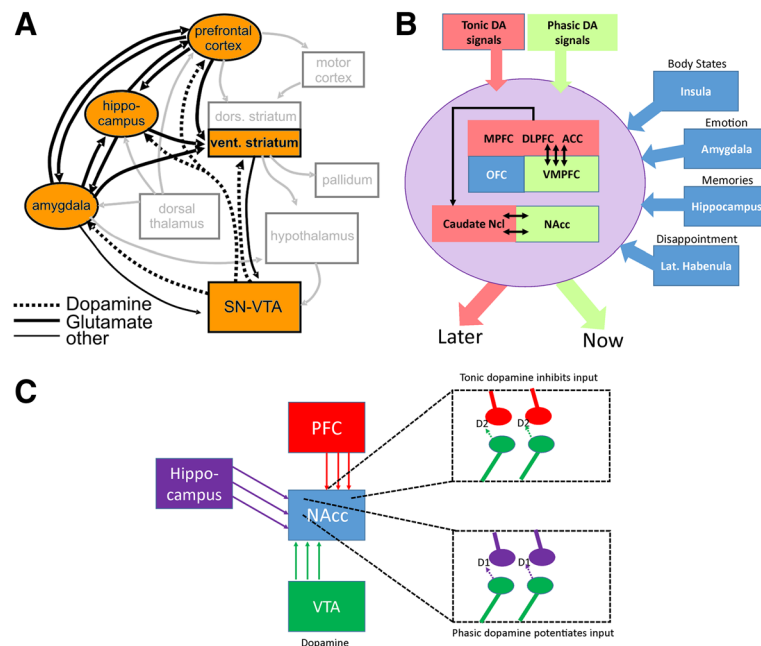 A
prefrontal
cortex
motor
cortex
hippo-
campus
dors. striatum
vent. striatum
pallidum
amygdala
dorsal
thalamus
hypothalamus
SN-VTA
Dopamine
Glutamate
other
B
Tonic DA
signals
Phasic DA
signals
Body States
Insula
Emotion
Amygdala
Memories
Hippocampus
Disappointment
Lat. Habenula
MPFC DLPFC ACC
OFC
VMPFC
Caudate Ncl
NAcc
Later
Now
C
Tonic dopamine inhibits input
D2
D2
PFC
Hippo-
campus
NAcc
D1
D1
VTA
Dopamine
Phasic dopamine potentiates input